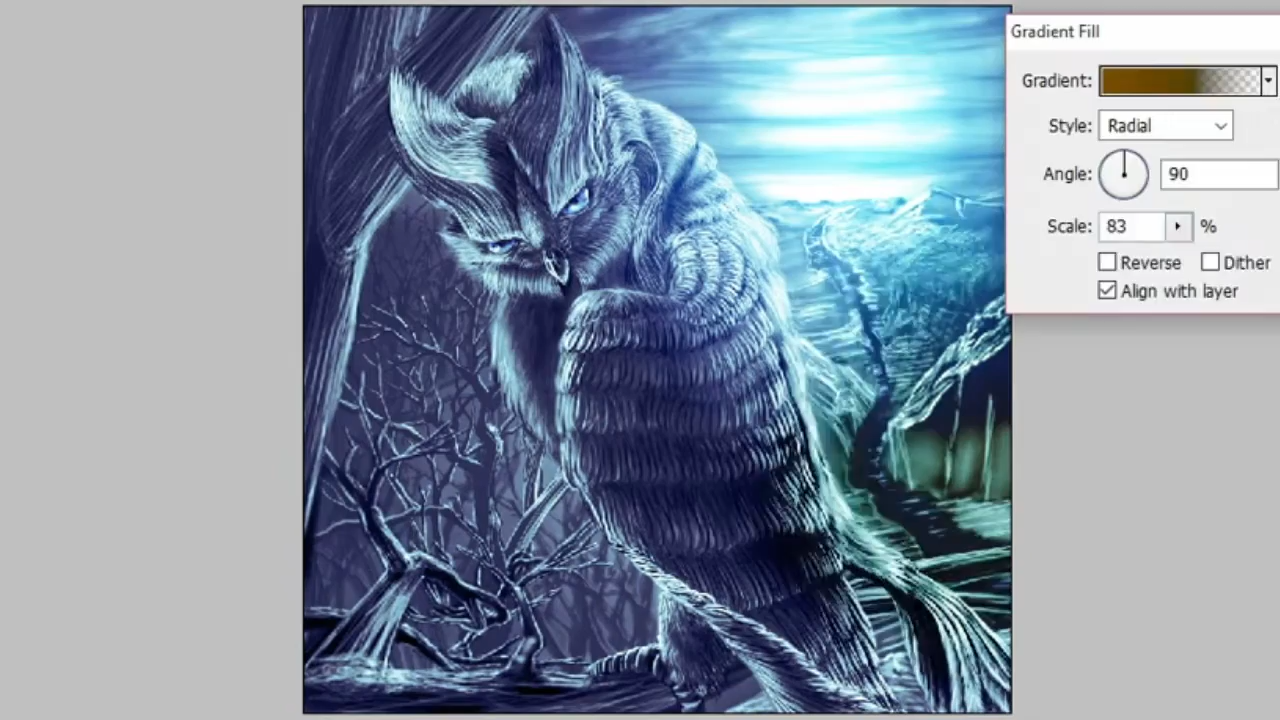 Gradient Fill
Gradient:
Style: Radial
Angle: 90
Scale: 83 %
Reverse Dither
Align with layer